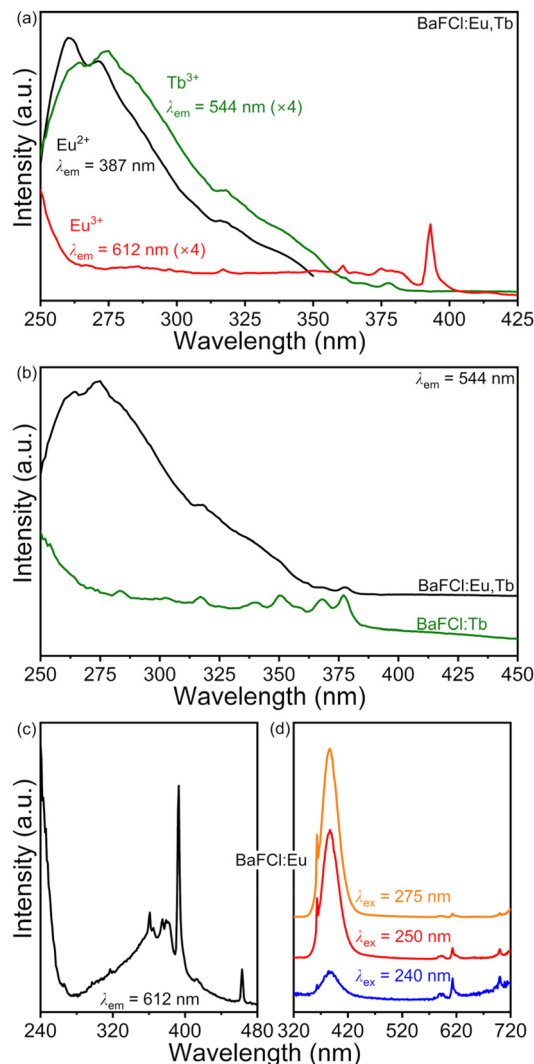 (a)
BaFCl:Eu,Tb
Tb³⁺
λem = 544 nm (×4)
Eu²⁺
λem = 387 nm
Eu³⁺
λem = 612 nm (×4)
Intensity (a.u.)
250 275 300 325 350 375 400 425
Wavelength (nm)
(b)
λem = 544 nm
BaFCl:Eu,Tb
BaFCl:Tb
Intensity (a.u.)
250 275 300 325 350 375 400 425 450
Wavelength (nm)
(c)
(d)
BaFCl:Eu
λex = 275 nm
λex = 250 nm
λem = 612 nm
λex = 240 nm
Intensity (a.u.)
240 320 400 480
320 420 520 620 720
Wavelength (nm)
Wavelength (nm)